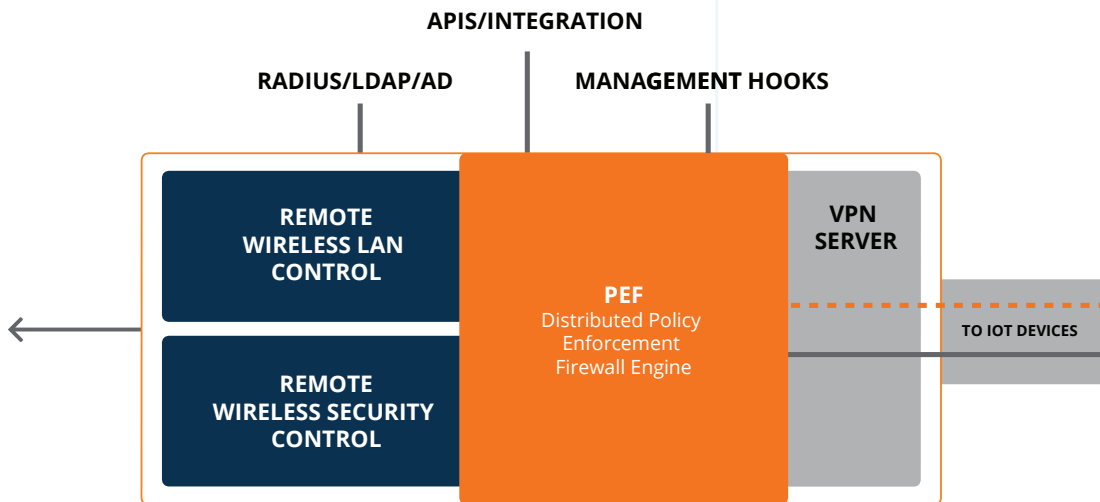 APIS/INTEGRATION
RADIUS/LDAP/AD
MANAGEMENT HOOKS
REMOTE
WIRELESS LAN
CONTROL
REMOTE
WIRELESS SECURITY
CONTROL
PEF
Distributed Policy
Enforcement
Firewall Engine
VPN
SERVER
TO IOT DEVICES